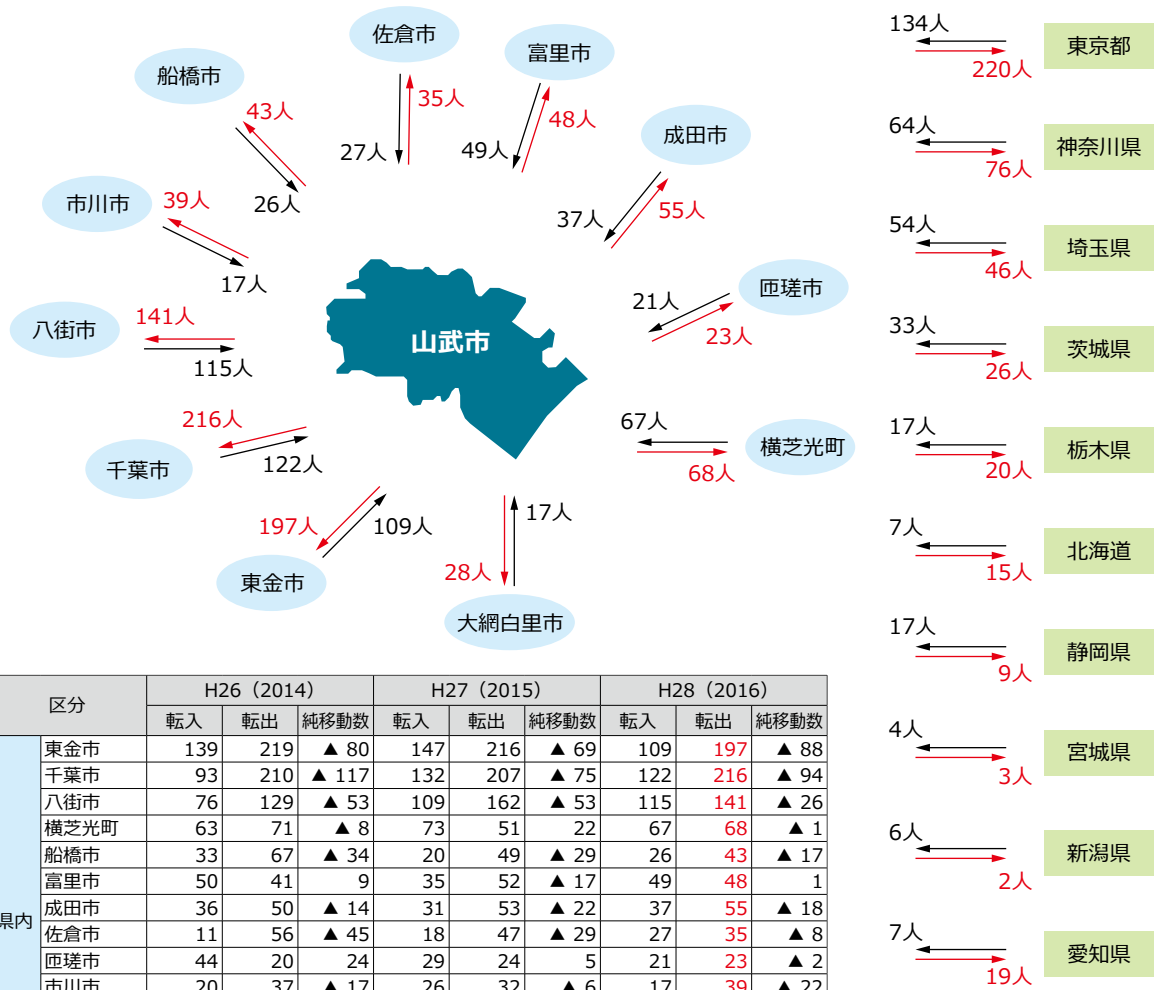 佐倉市
35人
27人
富里市
48人
49人
船橋市
43人
26人
成田市
37人
55人
市川市
39人
17人
匝瑳市
21人
23人
八街市
141人
115人
山武市
横芝光町
67人
68人
千葉市
216人
122人
東金市
197人
109人
大網白里市
17人
28人
134人
東京都
220人
64人
神奈川県
76人
54人
埼玉県
46人
33人
茨城県
26人
17人
栃木県
20人
7人
北海道
15人
17人
静岡県
9人
4人
宮城県
3人
6人
新潟県
2人
7人
愛知県
19人
区分 H26（2014） H27（2015） H28（2016）
転入 転出 純移動数 転入 転出 純移動数 転入 転出 純移動数
県内
東金市 139 219 ▲ 80 147 216 ▲ 69 109 197 ▲ 88
千葉市 93 210 ▲ 117 132 207 ▲ 75 122 216 ▲ 94
八街市 76 129 ▲ 53 109 162 ▲ 53 115 141 ▲ 26
横芝光町 63 71 ▲ 8 73 51 22 67 68 ▲ 1
船橋市 33 67 ▲ 34 20 49 ▲ 29 26 43 ▲ 17
富里市 50 41 9 35 52 ▲ 17 49 48 1
成田市 36 50 ▲ 14 31 53 ▲ 22 37 55 ▲ 18
佐倉市 11 56 ▲ 45 18 47 ▲ 29 27 35 ▲ 8
匝瑳市 44 20 24 29 24 5 21 23 ▲ 2
市川市 20 37 ▲ 17 26 32 ▲ 6 17 39 ▲ 22